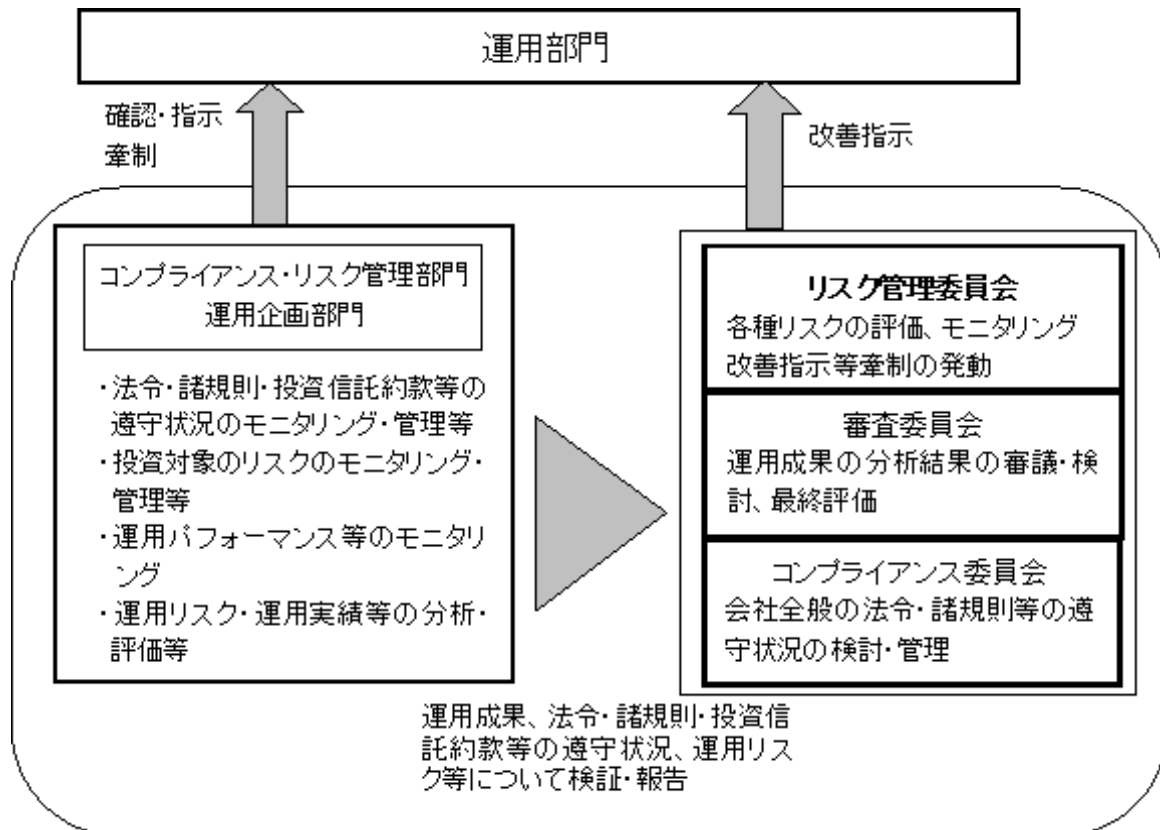 運用部門
確認・指示
牽制
改善指示
コンプライアンス・リスク管理部門
運用企画部門
・法令・諸規則・投資信託約款等の
遵守状況のモニタリング・管理等
・投資対象のリスクのモニタリング・
管理等
・運用パフォーマンス等のモニタリ
ング
・運用リスク・運用実績等の分析・
評価等
リスク管理委員会
各種リスクの評価、モニタリング
改善指示等牽制の発動
審査委員会
運用成果の分析結果の審議・検
討、最終評価
コンプライアンス委員会
会社全般の法令・諸規則等の遵
守状況の検討・管理
運用成果、法令・諸規則・投資信
託約款等の遵守状況、運用リス
ク等について検証・報告